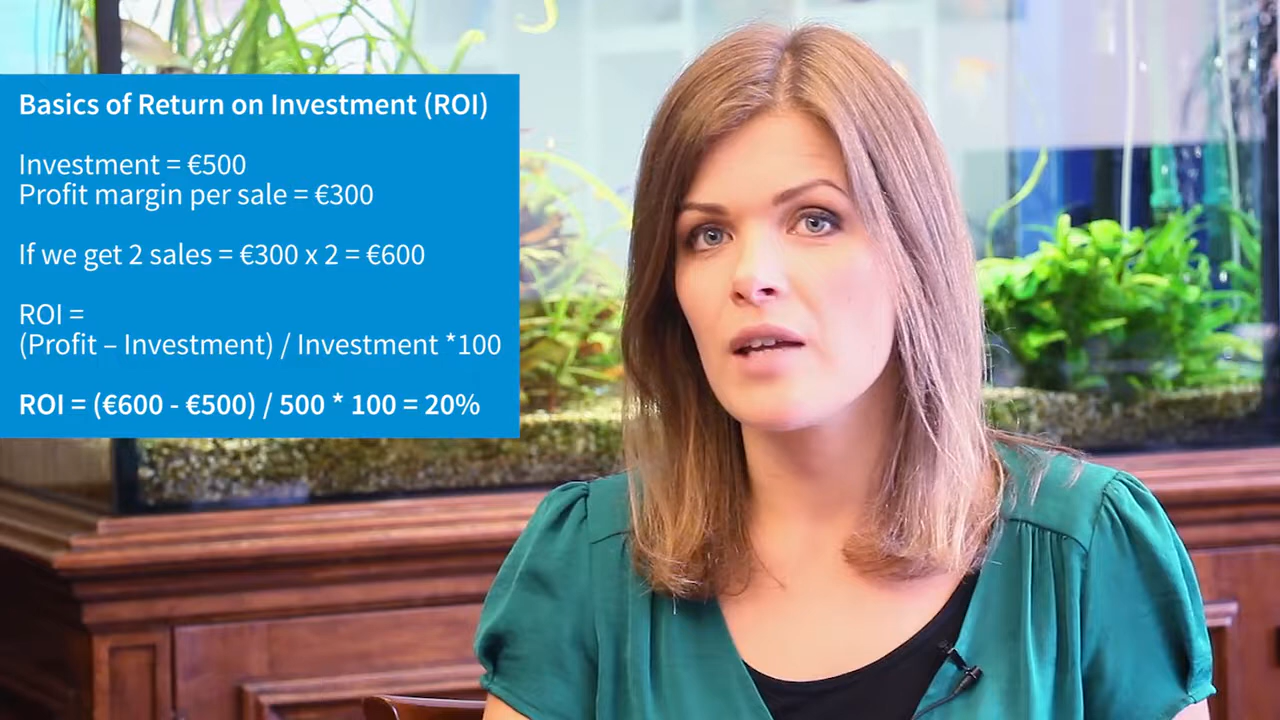 Basics of Return on Investment (ROI)
Investment = €500
Profit margin per sale = €300
If we get 2 sales = €300 x 2 = €600
ROI =
(Profit – Investment) / Investment *100
ROI = (€600 - €500) / 500 * 100 = 20%